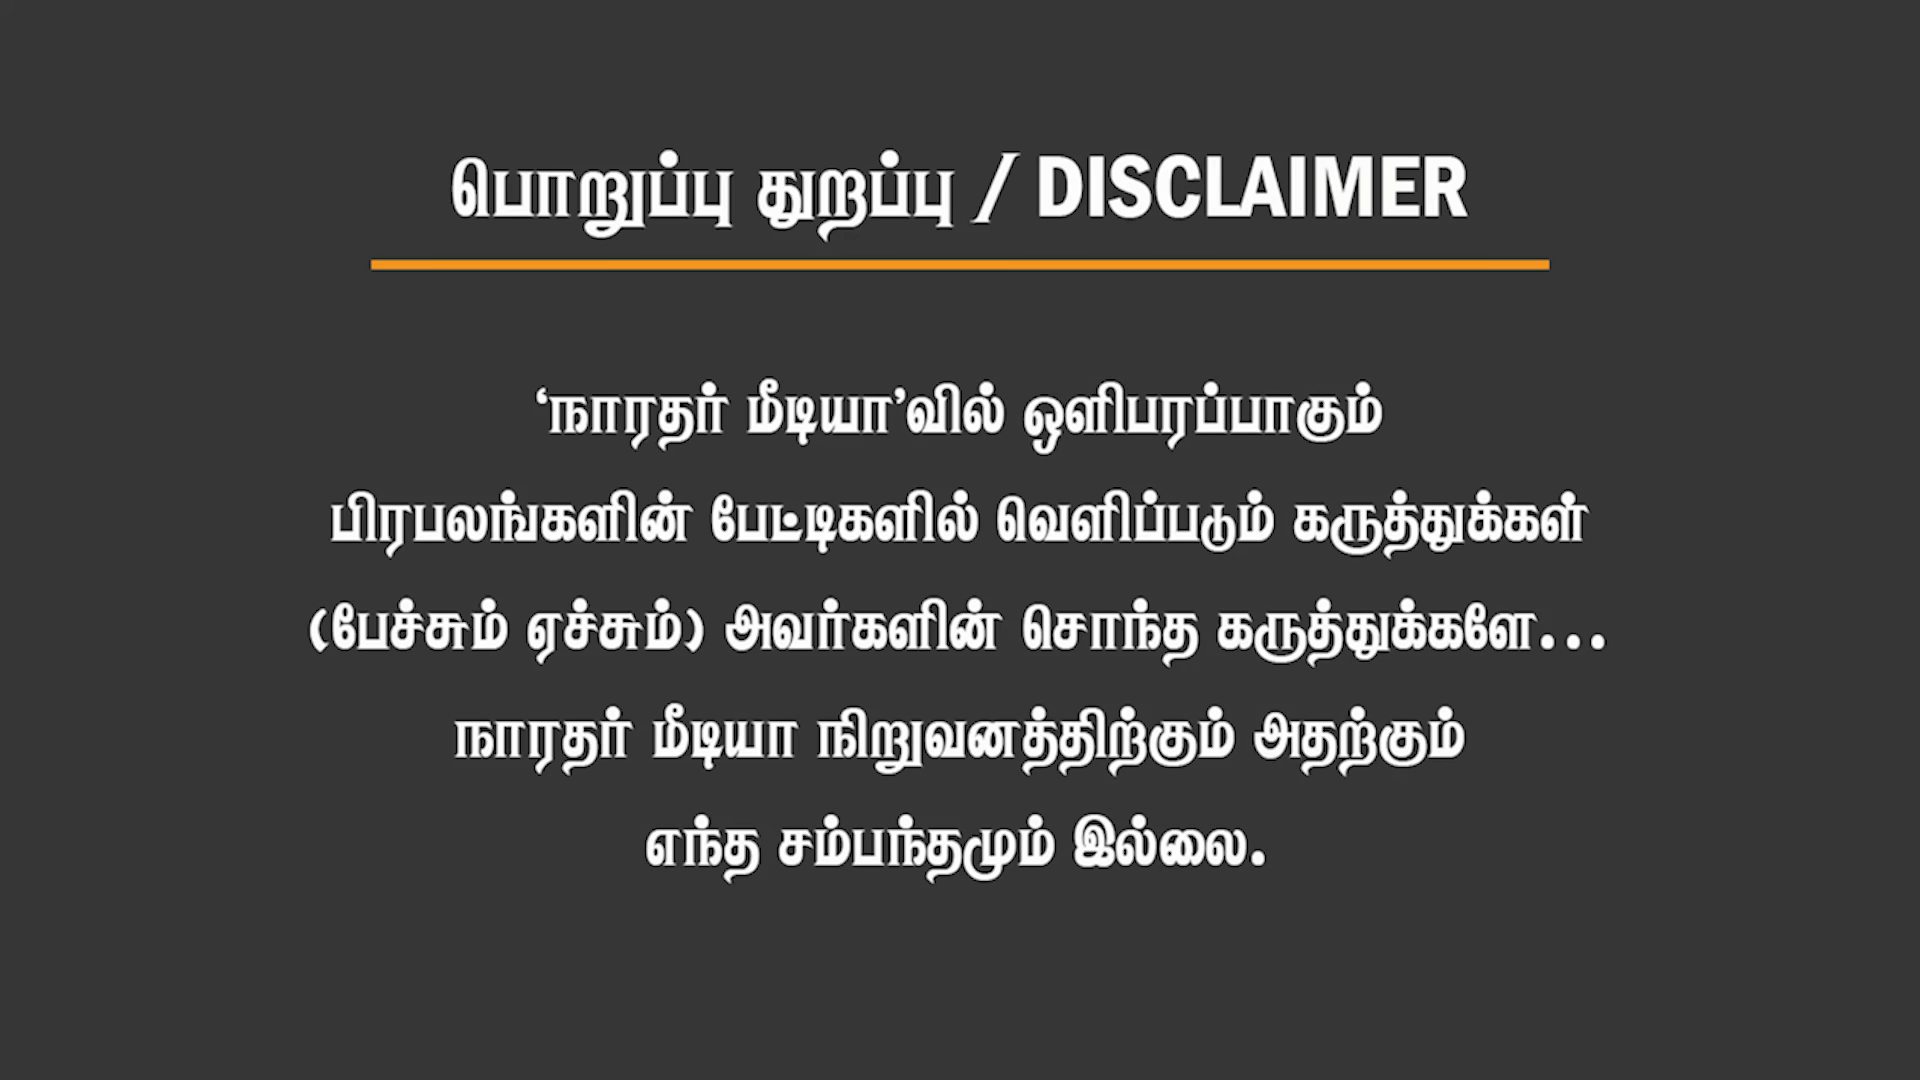 பொறுப்பு துறப்பு / DISCLAIMER
‘நாரதர் மீடியா’வில் ஒளிபரப்பாகும்
பிரபலங்களின் பேட்டிகளில் வெளிப்படும் கருத்துக்கள்
(பேச்சும் ஏச்சும்) அவர்களின் சொந்த கருத்துக்களே...
நாரதர் மீடியா நிறுவனத்திற்கும் அதற்கும்
எந்த சம்பந்தமும் இல்லை.